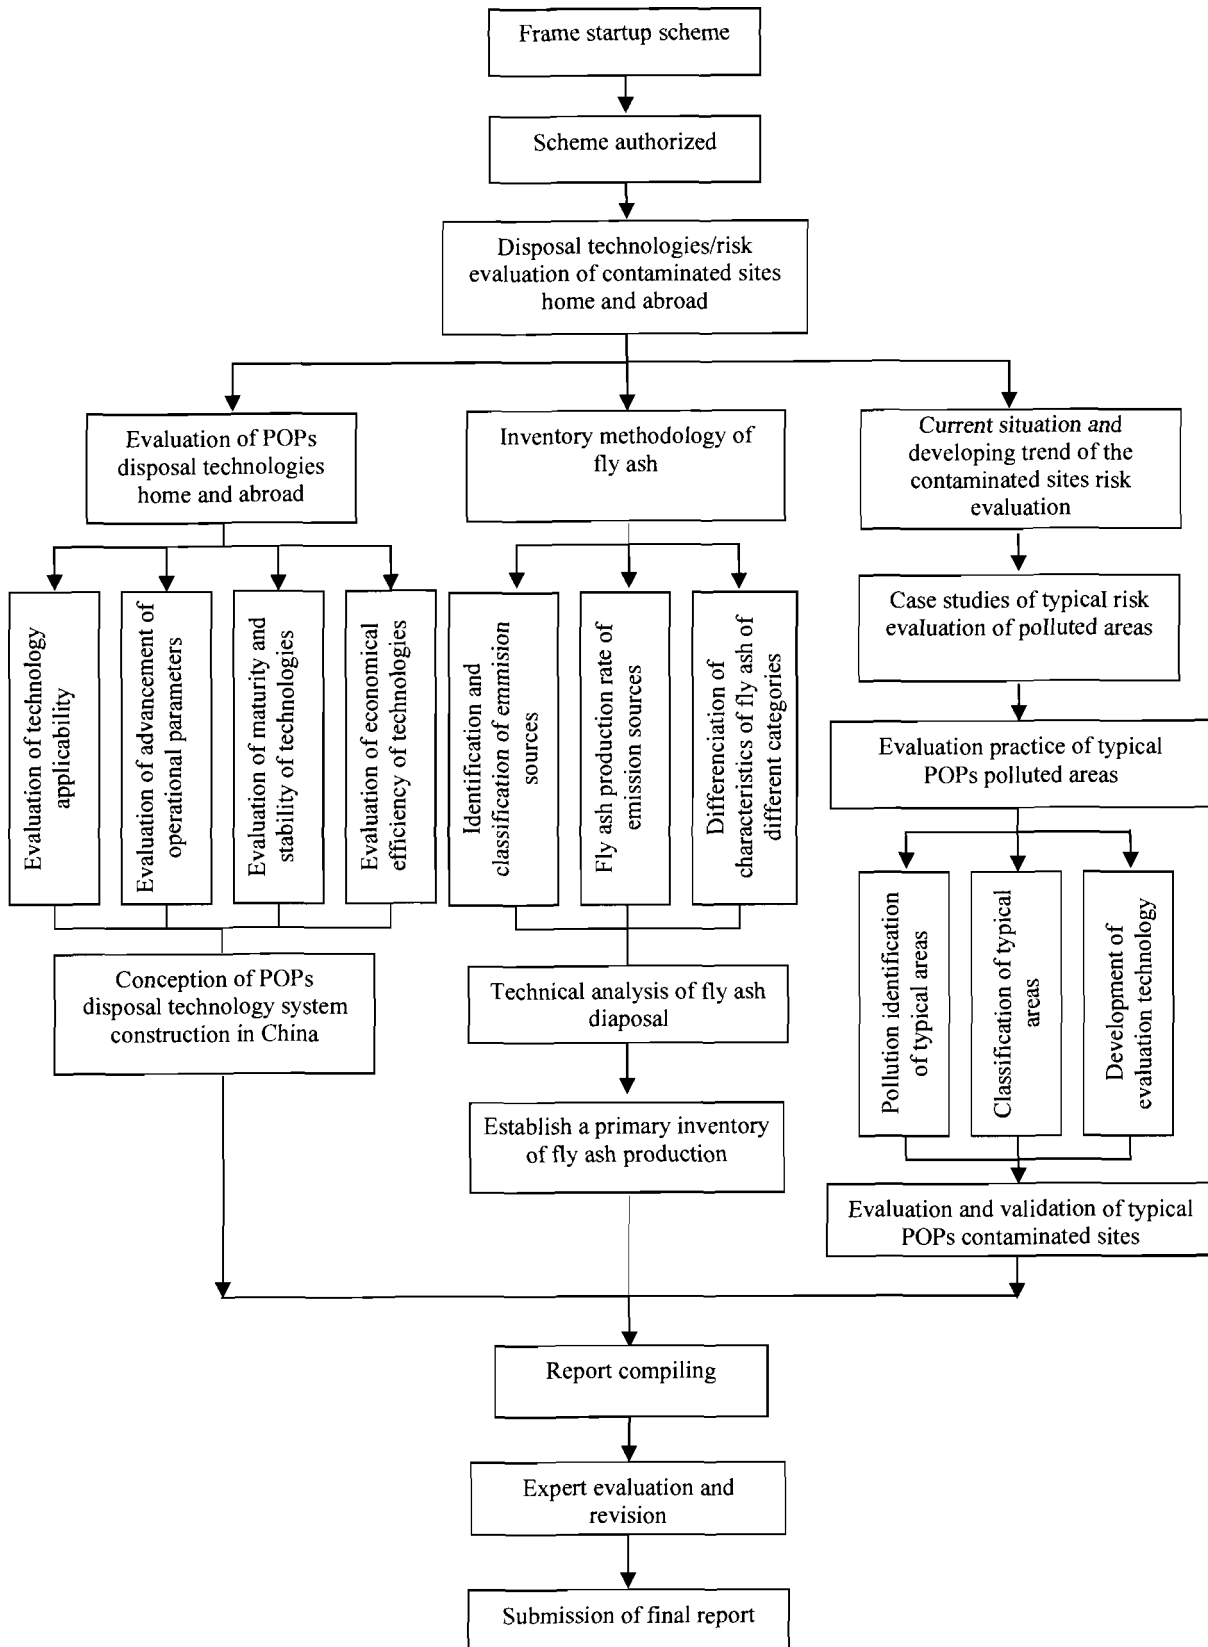 Frame startup scheme
Scheme authorized
Disposal technologies/risk
evaluation of contaminated sites
home and abroad
Evaluation of POPs
disposal technologies
home and abroad
Inventory methodology of
fly ash
Current situation and
developing trend of the
contaminated sites risk
evaluation
Case studies of typical risk
evaluation of polluted areas
Evaluation practice of typical
POPs polluted areas
Evaluation of technology
applicability
Evaluation of advancement of
operational parameters
Evaluation of maturity and
stability of technologies
Evaluation of economical
efficiency of technologies
Identification and
classification of emmision
sources
Fly ash production rate of
emission sources
Differenciation of
characteristics of fly ash of
different categories
Pollution identification
of typical areas
Classification of typical
areas
Development of
evaluation technology
Conception of POPs
disposal technology system
construction in China
Technical analysis of fly ash
diaposal
Establish a primary inventory
of fly ash production
Evaluation and validation of typical
POPs contaminated sites
Report compiling
Expert evaluation and
revision
Submission of final report